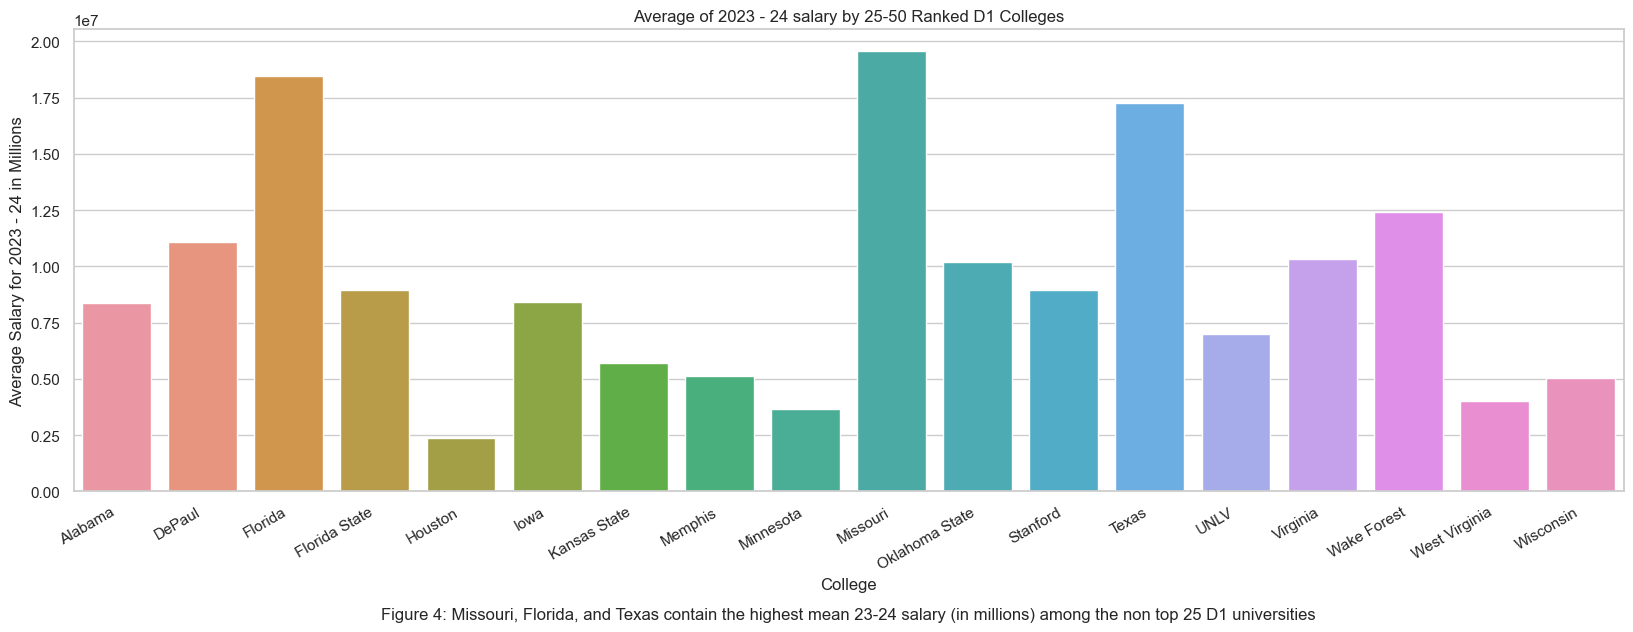 Average of 2023 - 24 salary by 25-50 Ranked D1 Colleges
1e7
2.00
1.75
1.50
1.25
1.00
0.75
0.50
0.25
0.00
Average Salary for 2023 - 24 in Millions
Alabama
DePaul
Florida
Florida State
Houston
Iowa
Kansas State
Memphis
Minnesota
Missouri
Oklahoma State
Stanford
Texas
UNLV
Virginia
Wake Forest
West Virginia
Wisconsin
College
Figure 4: Missouri, Florida, and Texas contain the highest mean 23-24 salary (in millions) among the non top 25 D1 universities